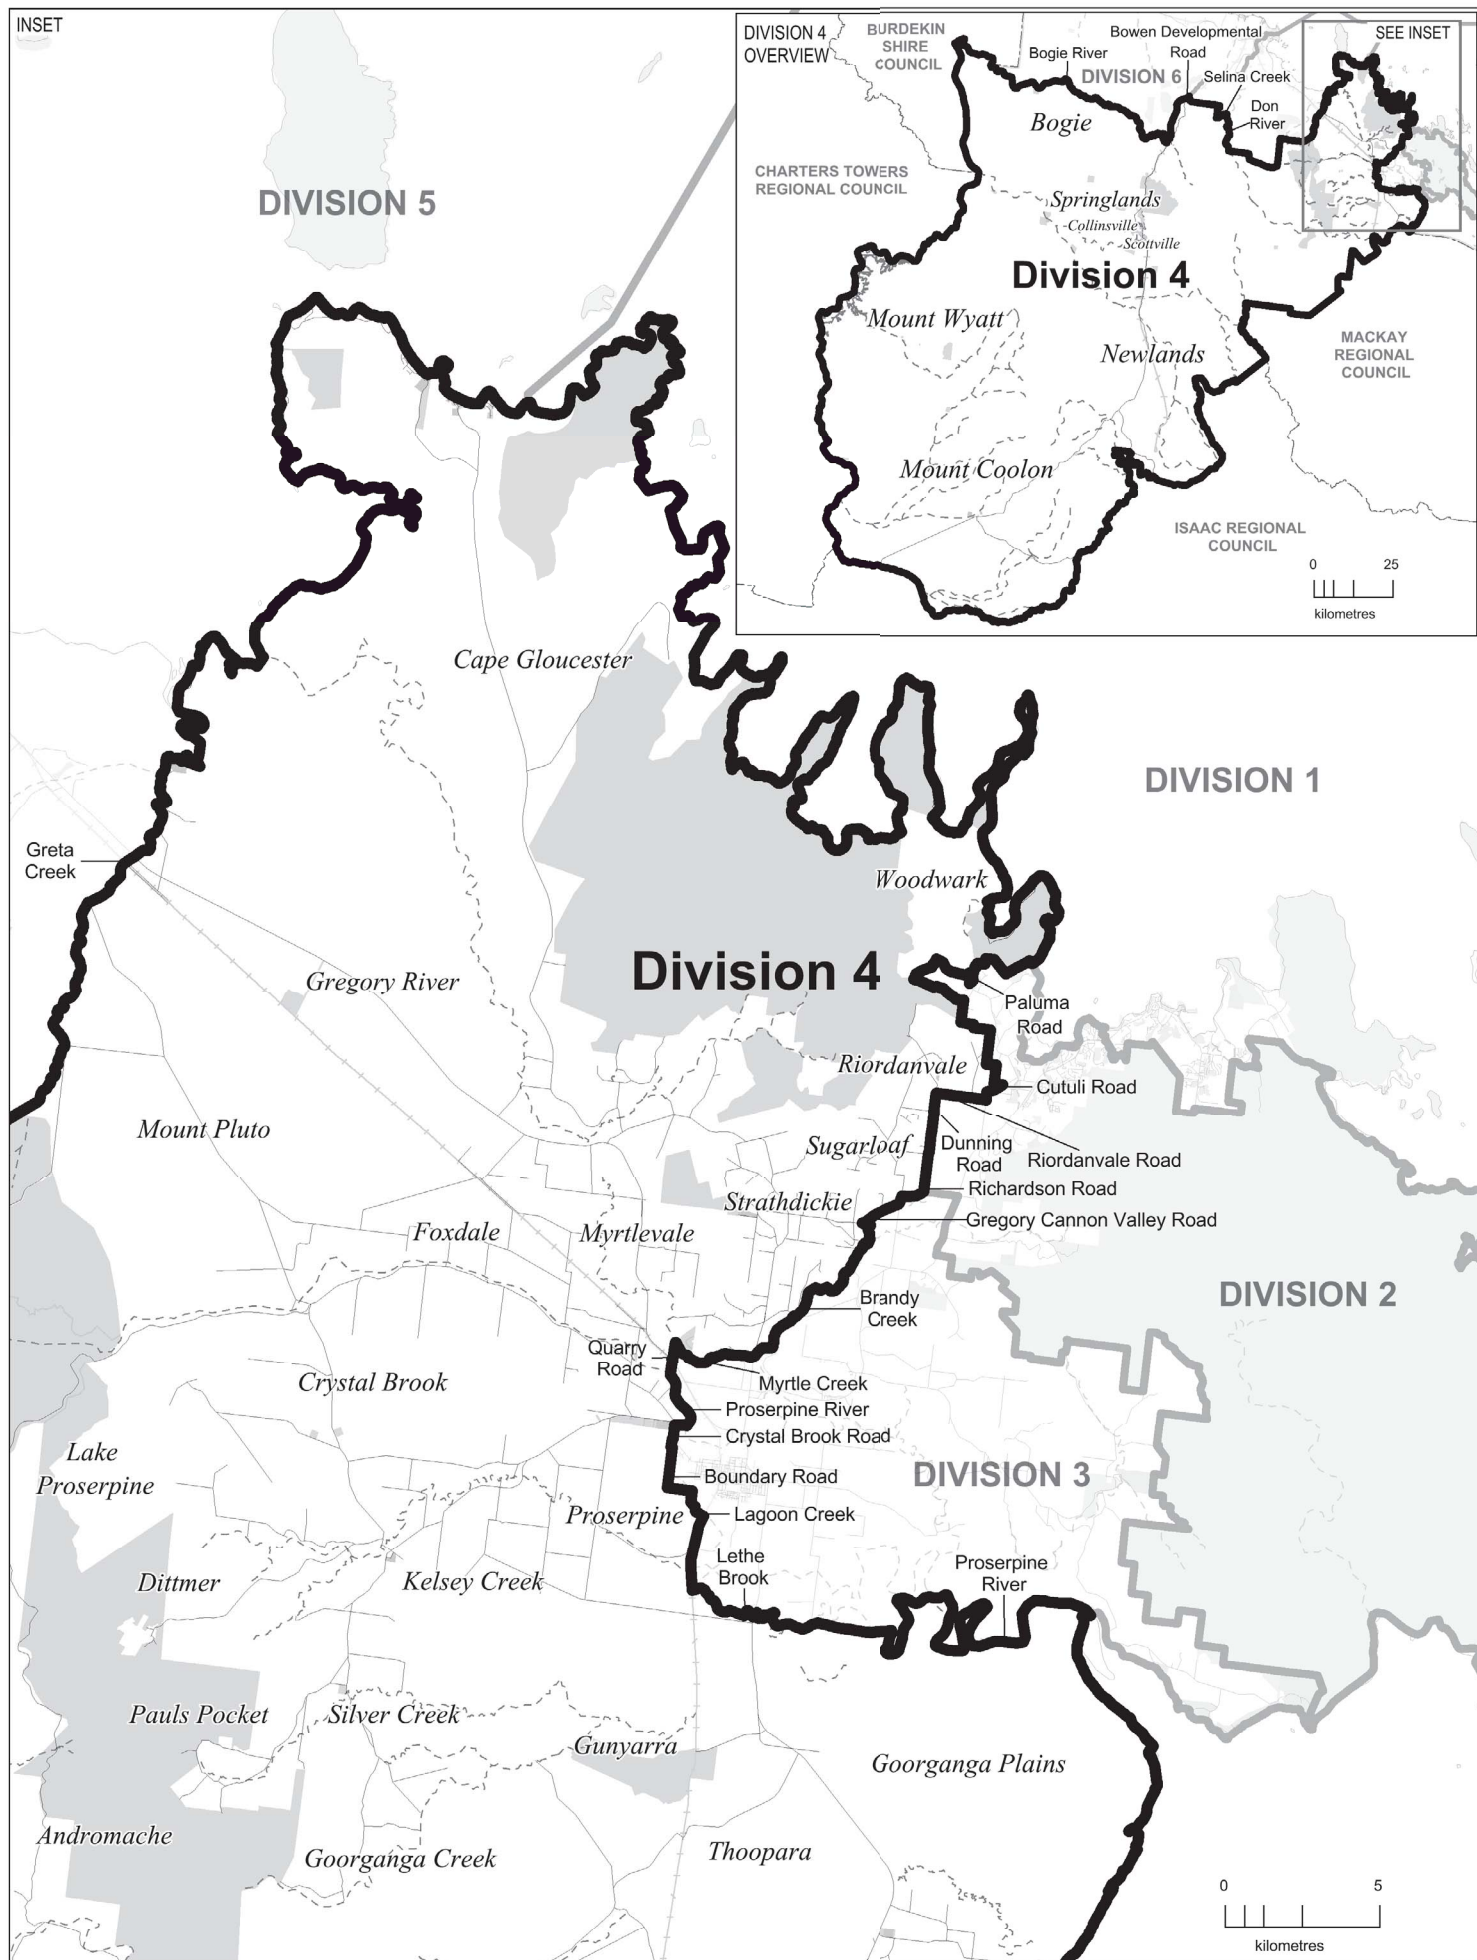 INSET
DIVISION 4
OVERVIEW
BURDEKIN
SHIRE
COUNCIL
Bogie River
DIVISION 6
Bowen Developmental
Road
Selina Creek
Don
River
SEE INSET
Bogie
CHARTERS TOWERS
REGIONAL COUNCIL
Springlands
Collinsville
Scottville
Division 4
Mount Wyatt
Newlands
MACKAY
REGIONAL
COUNCIL
Mount Coolon
ISAAC REGIONAL
COUNCIL
0 25
kilometres
DIVISION 5
Cape Gloucester
DIVISION 1
Greta
Creek
Woodwark
Gregory River
Division 4
Paluma
Road
Riordanvale
Cutuli Road
Mount Pluto
Sugarloaf
Dunning
Road
Riordanvale Road
Richardson Road
Strathdickie
Gregory Cannon Valley Road
Foxdale
Myrtlevale
DIVISION 2
Brandy
Creek
Quarry
Road
Crystal Brook
Myrtle Creek
Proserpine River
Crystal Brook Road
Lake
Proserpine
Boundary Road
DIVISION 3
Proserpine
Lagoon Creek
Lethe
Brook
Proserpine
River
Dittmer
Kelsey Creek
Pauls Pocket
Silver Creek
Gunyarra
Goorganga Plains
Andromache
Goorganga Creek
Thoopara
0 5
kilometres